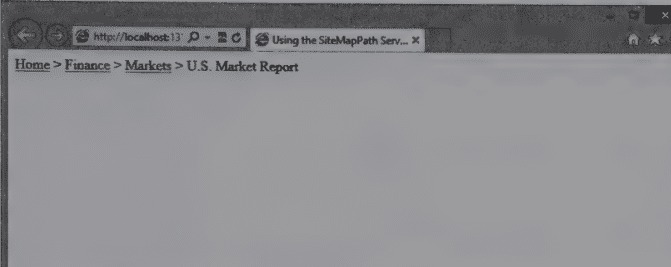 http://localhost:13
Using the SiteMapPath Serv...
Home > Finance > Markets > U.S. Market Report